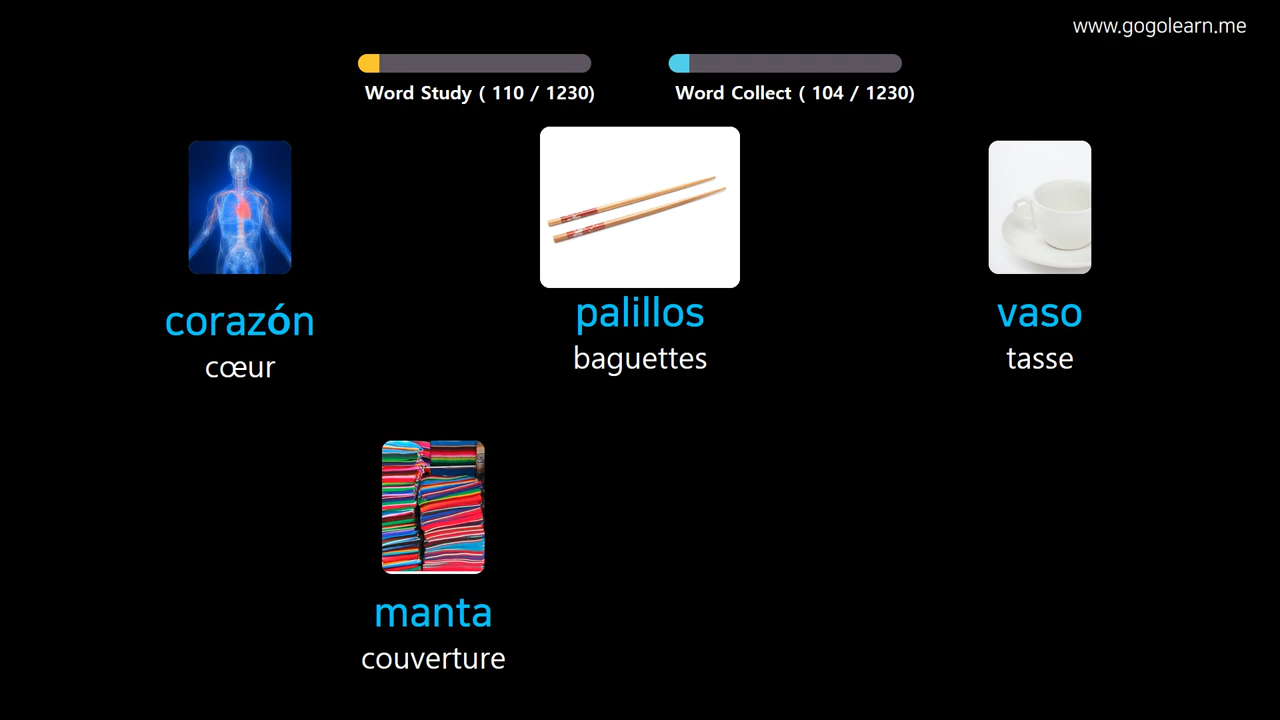 www.gogolearn.me
Word Study ( 110 / 1230)
Word Collect ( 104 / 1230)
corazón
cœur
palillos
baguettes
vaso
tasse
manta
couverture